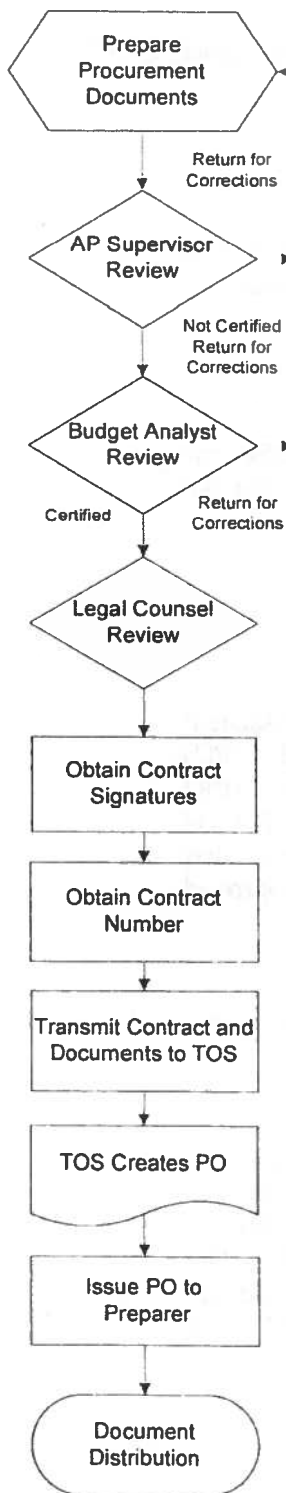 Prepare
Procurement
Documents
Return for
Corrections
AP Supervisor
Review
Not Certified
Return for
Corrections
Budget Analyst
Review
Certified
Return for
Corrections
Legal Counsel
Review
Obtain Contract
Signatures
Obtain Contract
Number
Transmit Contract and
Documents to TOS
TOS Creates PO
Issue PO to
Preparer
Document
Distribution